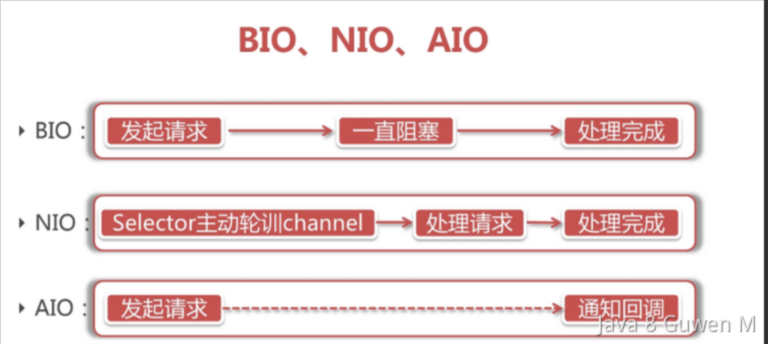 BIO、NIO、AIO
BIO： 发起请求 一直阻塞 处理完成
NIO： Selector主动轮训channel 处理请求 处理完成
AIO： 发起请求 通知回调
Java 8 Guwen M